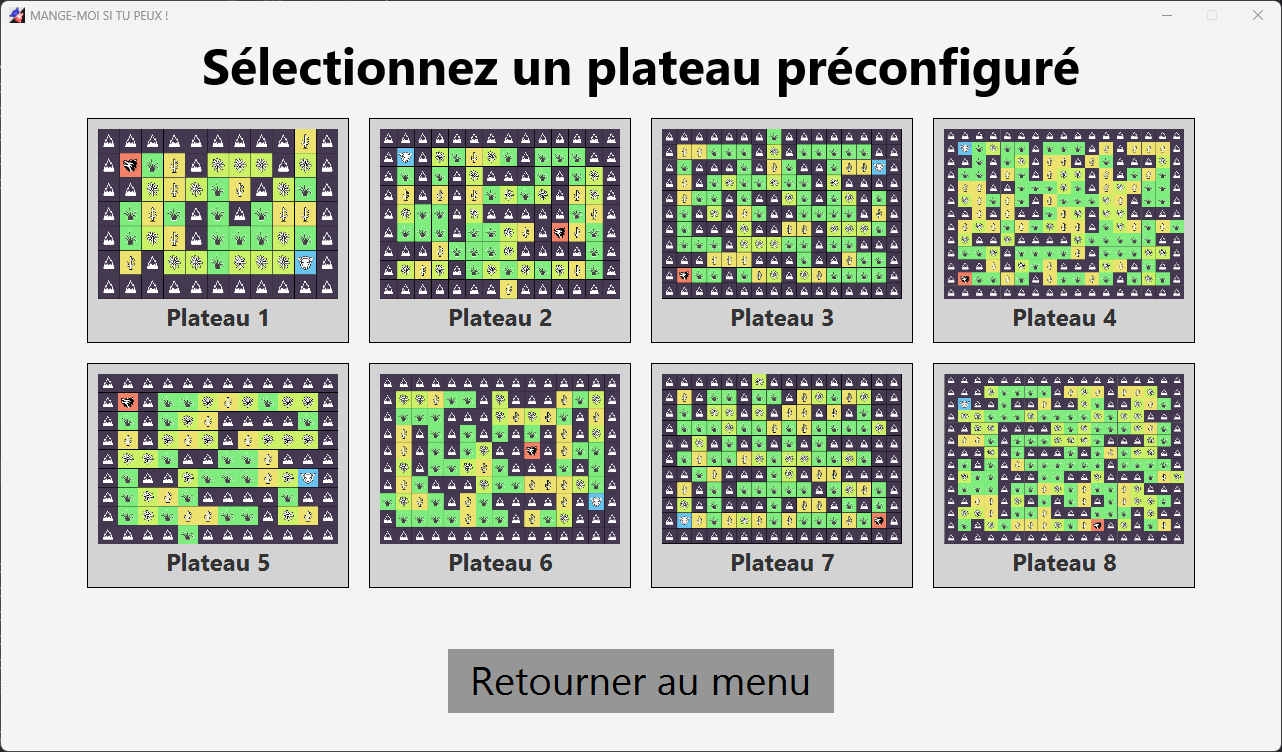 MANGE-MOI SI TU PEUX !
Sélectionnez un plateau préconfiguré
Plateau 1
Plateau 2
Plateau 3
Plateau 4
Plateau 5
Plateau 6
Plateau 7
Plateau 8
Retourner au menu